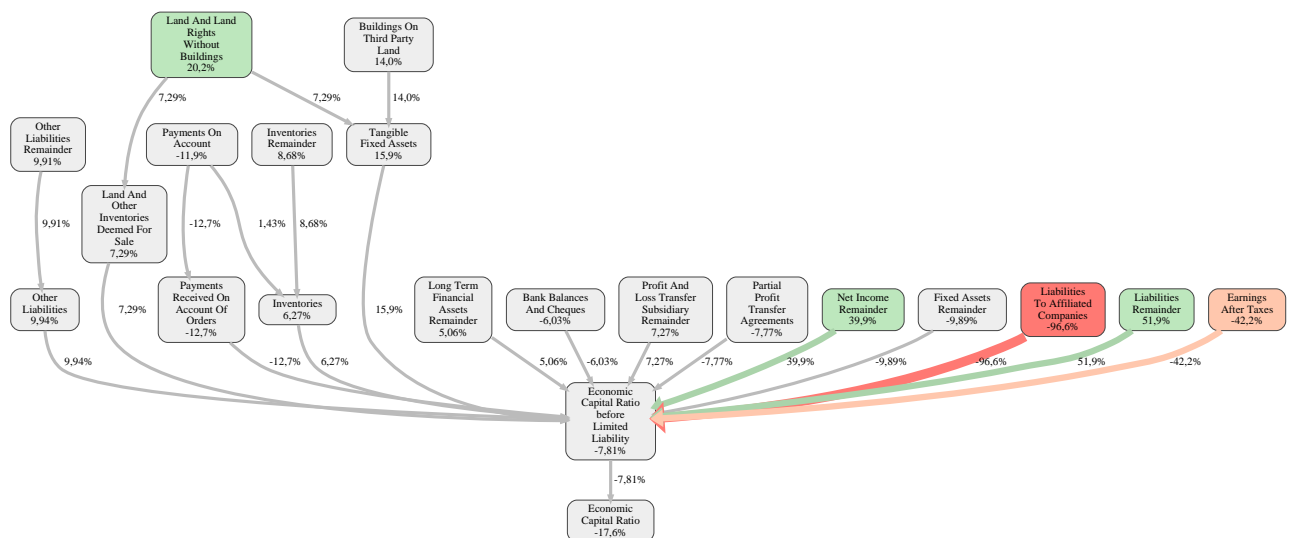 Land And Land
Rights
Without
Buildings
20,2%
Buildings On
Third Party
Land
14,0%
7,29%
7,29%
14,0%
Other
Liabilities
Remainder
9,91%
Payments On
Account
-11,9%
Inventories
Remainder
8,68%
Tangible
Fixed Assets
15,9%
Land And
Other
Inventories
Deemed For
Sale
7,29%
9,91%
-12,7%
1,43%
8,68%
Other
Liabilities
9,94%
7,29%
Payments
Received On
Account Of
Orders
-12,7%
Inventories
6,27%
15,9%
Long Term
Financial
Assets
Remainder
5,06%
Bank Balances
And Cheques
-6,03%
Profit And
Loss Transfer
Subsidiary
Remainder
7,27%
Partial
Profit
Transfer
Agreements
-7,77%
Net Income
Remainder
39,9%
Fixed Assets
Remainder
-9,89%
Liabilities
To Affiliated
Companies
-96,6%
Liabilities
Remainder
51,9%
Earnings
After Taxes
-42,2%
9,94%
-12,7%
6,27%
5,06%
-6,03%
7,27%
-7,77%
39,9%
-9,89%
-96,6%
51,9%
-42,2%
Economic
Capital Ratio
before
Limited
Liability
-7,81%
-7,81%
Economic
Capital Ratio
-17,6%